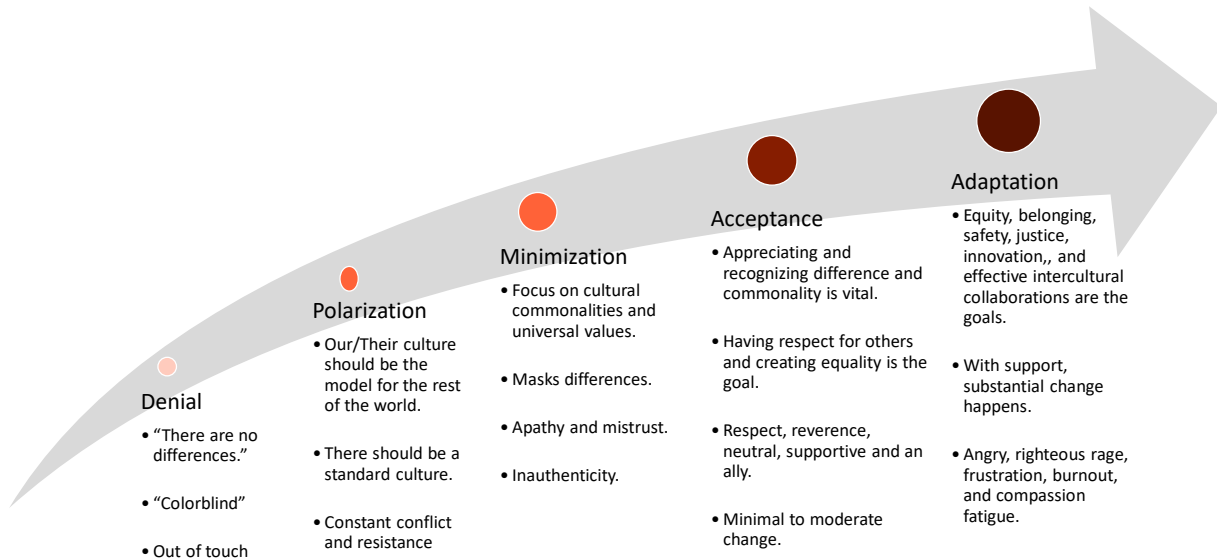 Denial
• “There are no
differences.”
• “Colorblind”
• Out of touch
Polarization
• Our/Their culture
should be the
model for the rest
of the world.
• There should be a
standard culture.
• Constant conflict
and resistance
Minimization
• Focus on cultural
commonalities and
universal values.
• Masks differences.
• Apathy and mistrust.
• Inauthenticity.
Acceptance
• Appreciating and
recognizing difference and
commonality is vital.
• Having respect for others
and creating equality is the
goal.
• Respect, reverence,
neutral, supportive and an
ally.
• Minimal to moderate
change.
Adaptation
• Equity, belonging,
safety, justice,
innovation,, and
effective intercultural
collaborations are the
goals.
• With support,
substantial change
happens.
• Angry, righteous rage,
frustration, burnout,
and compassion
fatigue.